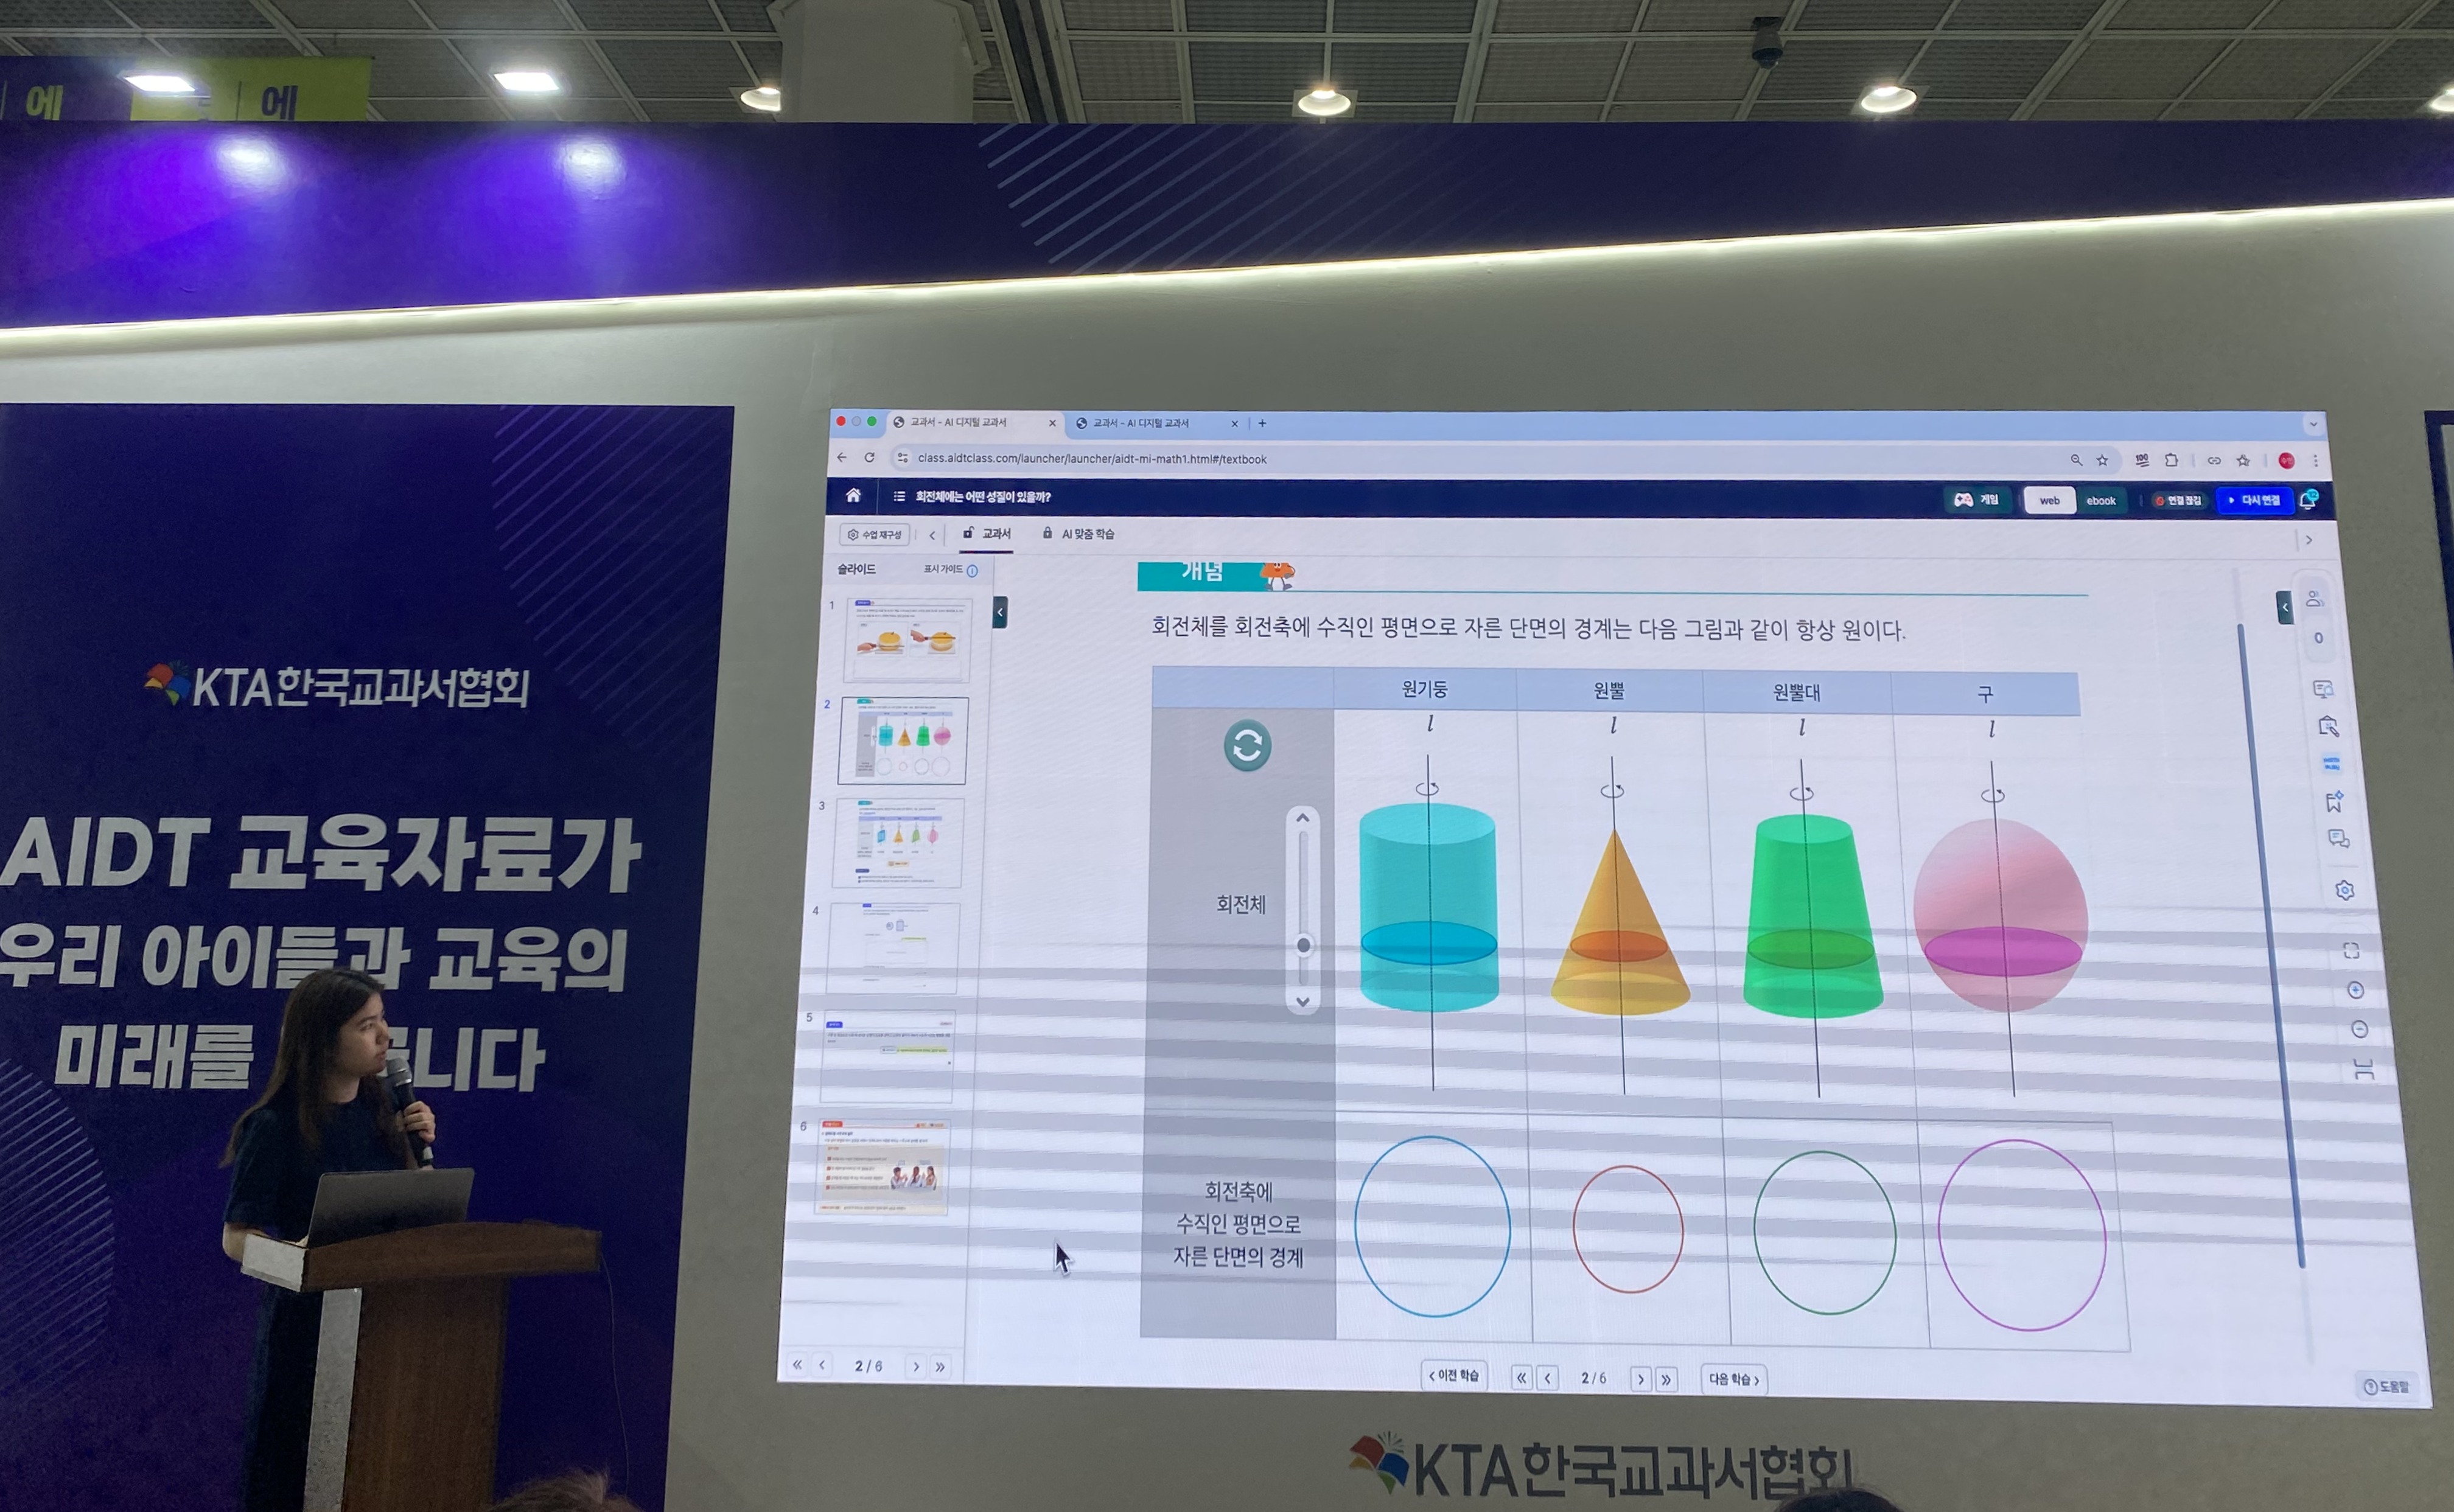 에
에
KTA한국교과서협회
AIDT 교육자료가
우리 아이들과 교육의
미래를
니다
교과서 - AI 디지털 교과서
교과서 - AI 디지털 교과서
class.aidtclass.com/launcher/launcher/aidt-mi-math1.html#/textbook
회전체에는 어떤 성질이 있을까?
게임
web
ebook
연결 끊김
다시 연결
수업 재구성
교과서
AI 맞춤 학습
슬라이드
표시 가이드
개념
회전체를 회전축에 수직인 평면으로 자른 단면의 경계는 다음 그림과 같이 항상 원이다.
원기둥 원뿔 원뿔대 구
l l l l
회전체
회전축에
수직인 평면으로
자른 단면의 경계
1
2
3
4
5
6
0
2 / 6
이전 학습
2 / 6
다음 학습
도움말
KTA한국교과서협회